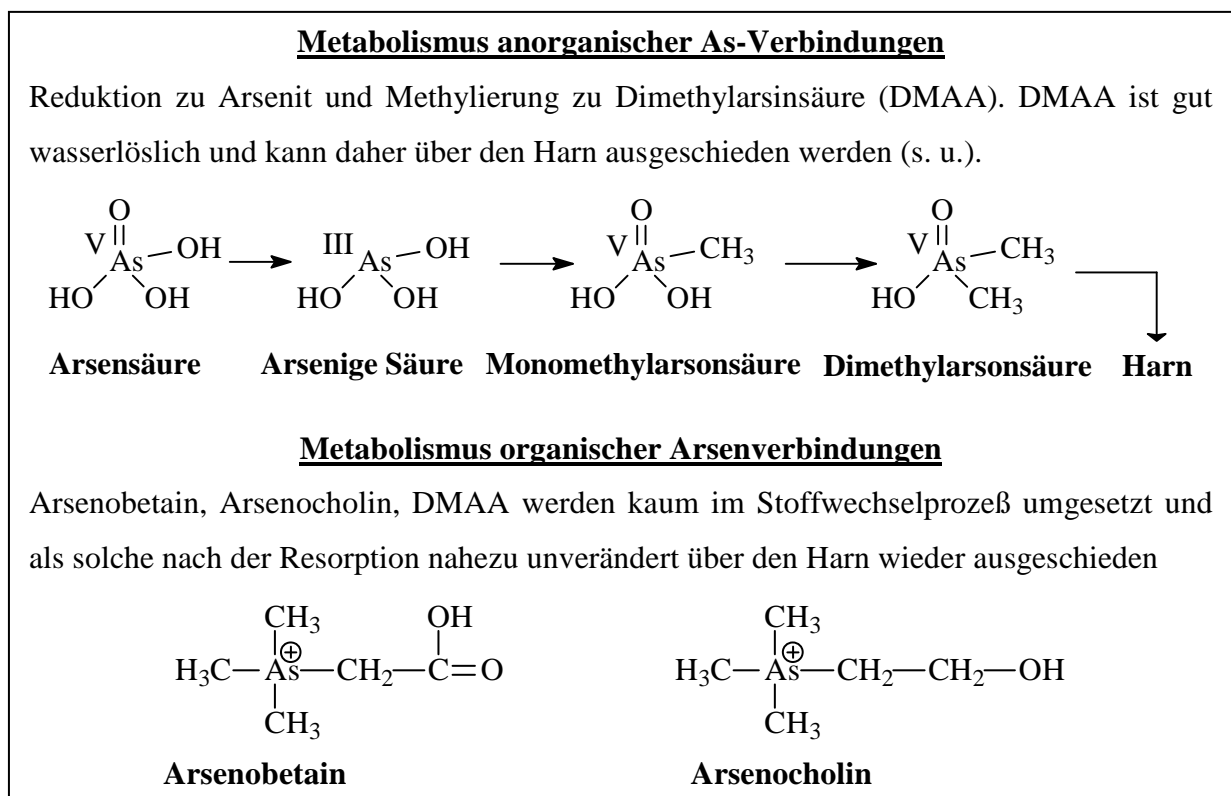 Metabolismus anorganischer As-Verbindungen
Reduktion zu Arsenit und Methylierung zu Dimethylarsinsäure (DMAA). DMAA ist gut
wasserlöslich und kann daher über den Harn ausgeschieden werden (s. u.).
O O O
V As OH HO OH
III As OH HO OH
V As CH3 HO OH
V As CH3 HO CH3
Arsensäure Arsenige Säure Monomethylarsonsäure Dimethylarsonsäure Harn
Metabolismus organischer Arsenverbindungen
Arsenobetain, Arsenocholin, DMAA werden kaum im Stoffwechselprozeß umgesetzt und
als solche nach der Resorption nahezu unverändert über den Harn wieder ausgeschieden
CH3 OH CH3
H3C As ⊕ CH2 C O H3C As ⊕ CH2 CH2 OH
CH3 CH3
Arsenobetain Arsenocholin